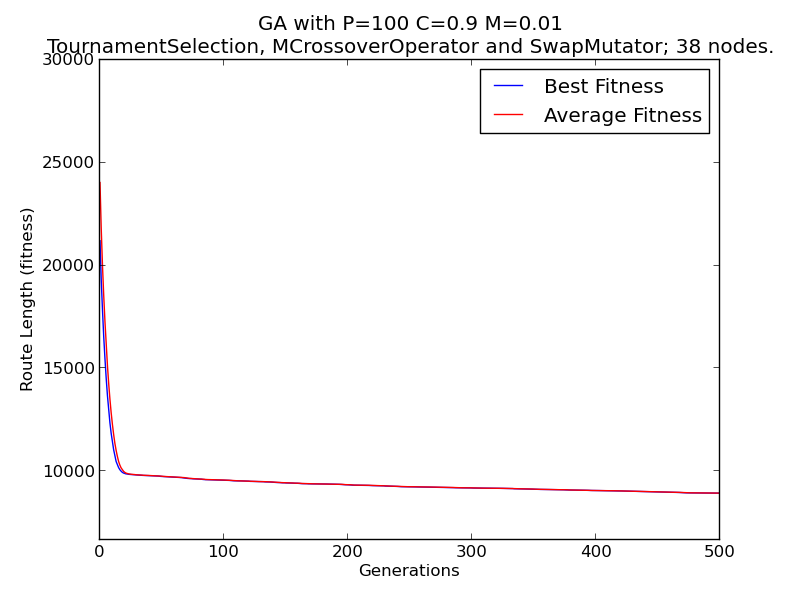 GA with P=100 C=0.9 M=0.01
TournamentSelection, MCrossoverOperator and SwapMutator; 38 nodes.
30000
25000
20000
15000
10000
Route Length (fitness)
Best Fitness
Average Fitness
0
100
200
300
400
500
Generations